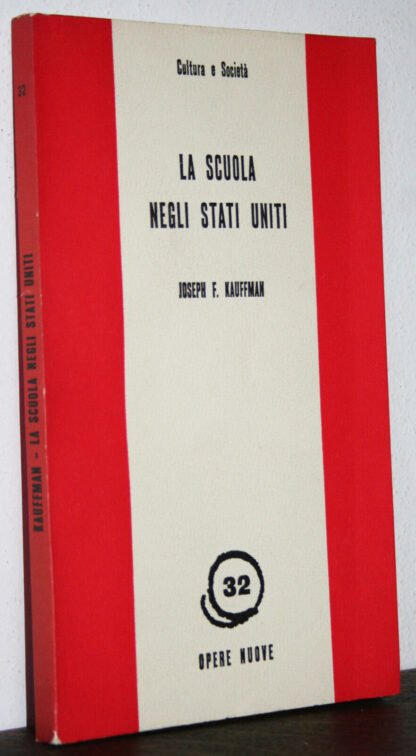 Cultura e Società
LA SCUOLA
NEGLI STATI UNITI
JOSEPH F. KAUFFMAN
32
OPERE NUOVE
32
KAUFFMAN - LA SCUOLA NEGLI STATI UNITI